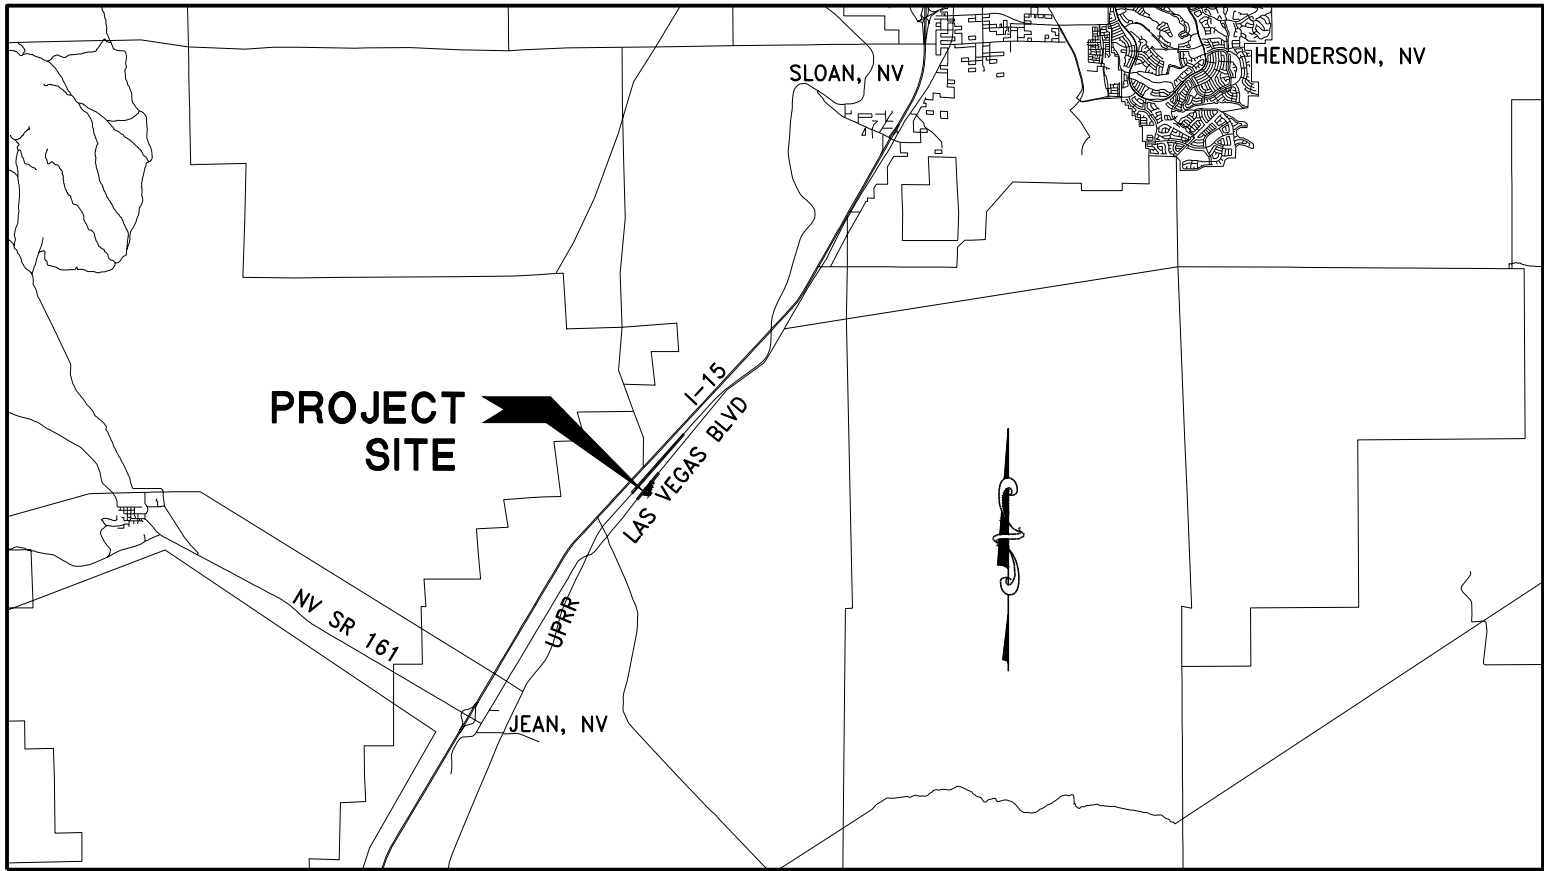 HENDERSON, NV
SLOAN, NV
I-15
PROJECT
SITE
LAS VEGAS BLVD
NV SR 161
UPRR
JEAN, NV